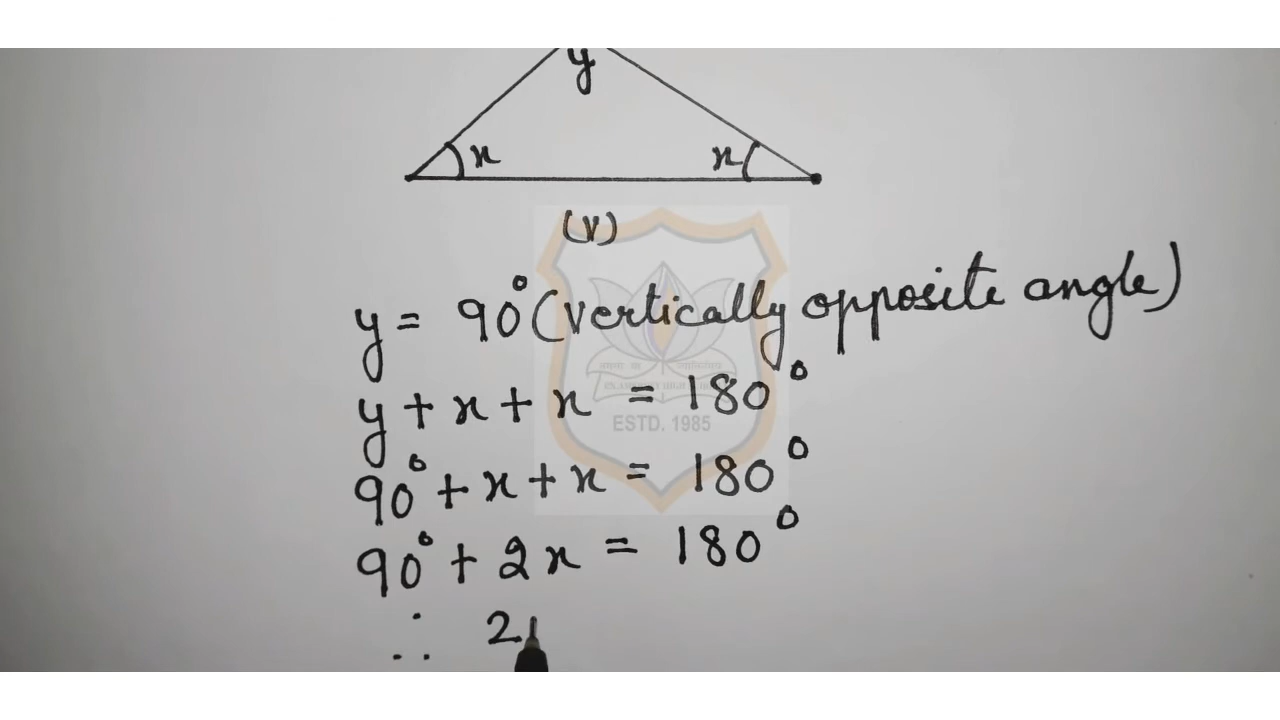 y
x x
(v)
y = 90° (vertically opposite angle)
y + x + x = 180°
90° + x + x = 180°
90° + 2x = 180°
∴ 2
ESTD. 1985